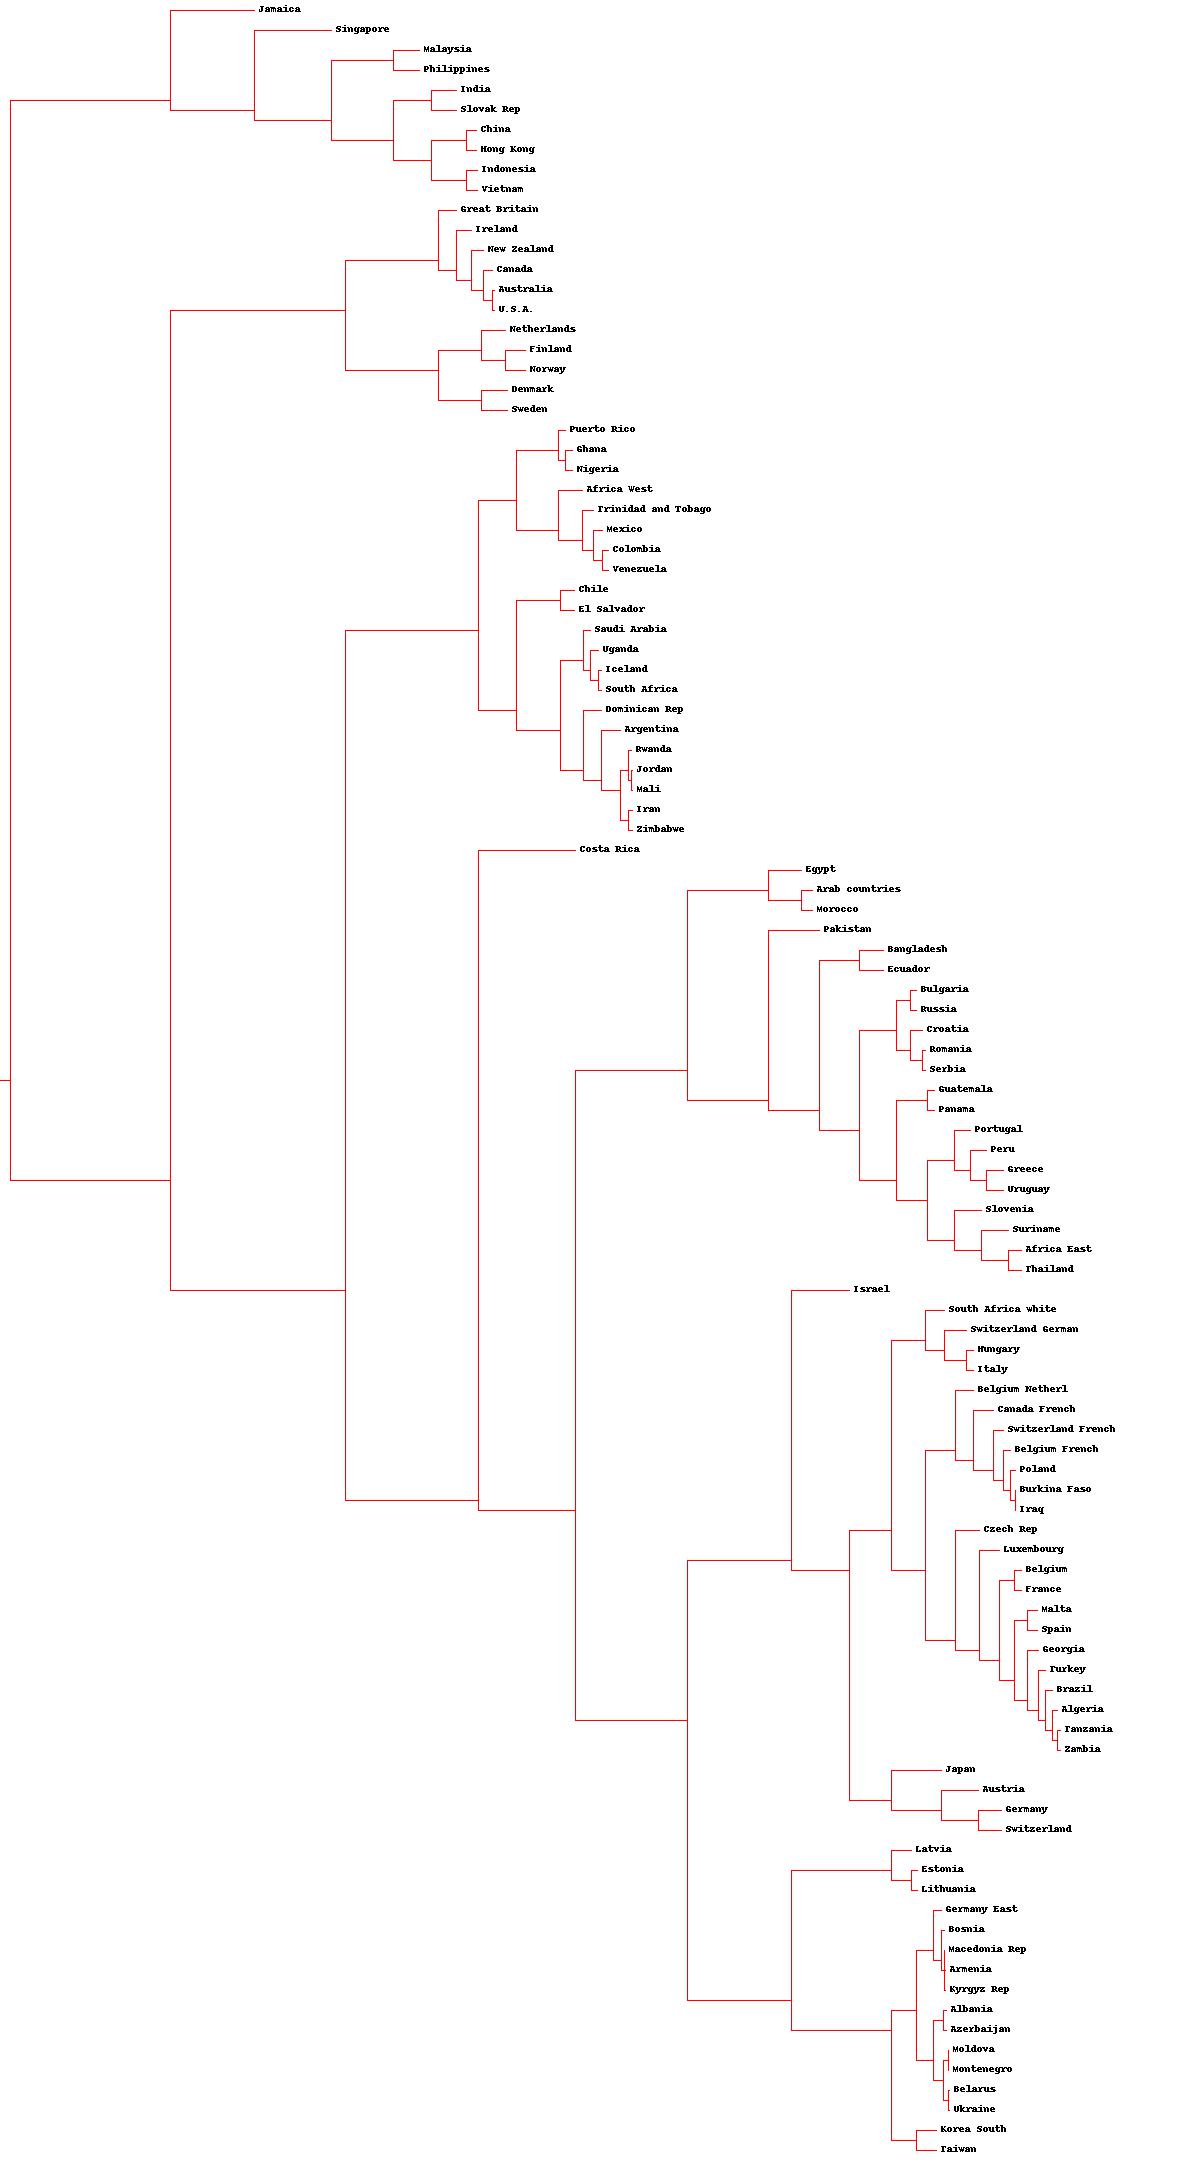 Jamaica
Singapore
Malaysia
Philippines
India
Slovak Rep
China
Hong Kong
Indonesia
Vietnam
Great Britain
Ireland
New Zealand
Canada
Australia
U.S.A.
Netherlands
Finland
Norway
Denmark
Sweden
Puerto Rico
Ghana
Nigeria
Africa West
Trinidad and Tobago
Mexico
Colombia
Venezuela
Chile
El Salvador
Saudi Arabia
Uganda
Iceland
South Africa
Dominican Rep
Argentina
Rwanda
Jordan
Mali
Iran
Zimbabwe
Costa Rica
Egypt
Arab countries
Morocco
Pakistan
Bangladesh
Ecuador
Bulgaria
Russia
Croatia
Romania
Serbia
Guatemala
Panama
Portugal
Peru
Greece
Uruguay
Slovenia
Suriname
Africa East
Thailand
Israel
South Africa white
Switzerland German
Hungary
Italy
Belgium Netherl
Canada French
Switzerland French
Belgium French
Poland
Burkina Faso
Iraq
Czech Rep
Luxembourg
Belgium
France
Malta
Spain
Georgia
Turkey
Brazil
Algeria
Tanzania
Zambia
Japan
Austria
Germany
Switzerland
Latvia
Estonia
Lithuania
Germany East
Bosnia
Macedonia Rep
Armenia
Kyrgyz Rep
Albania
Azerbaijan
Moldova
Montenegro
Belarus
Ukraine
Korea South
Taiwan